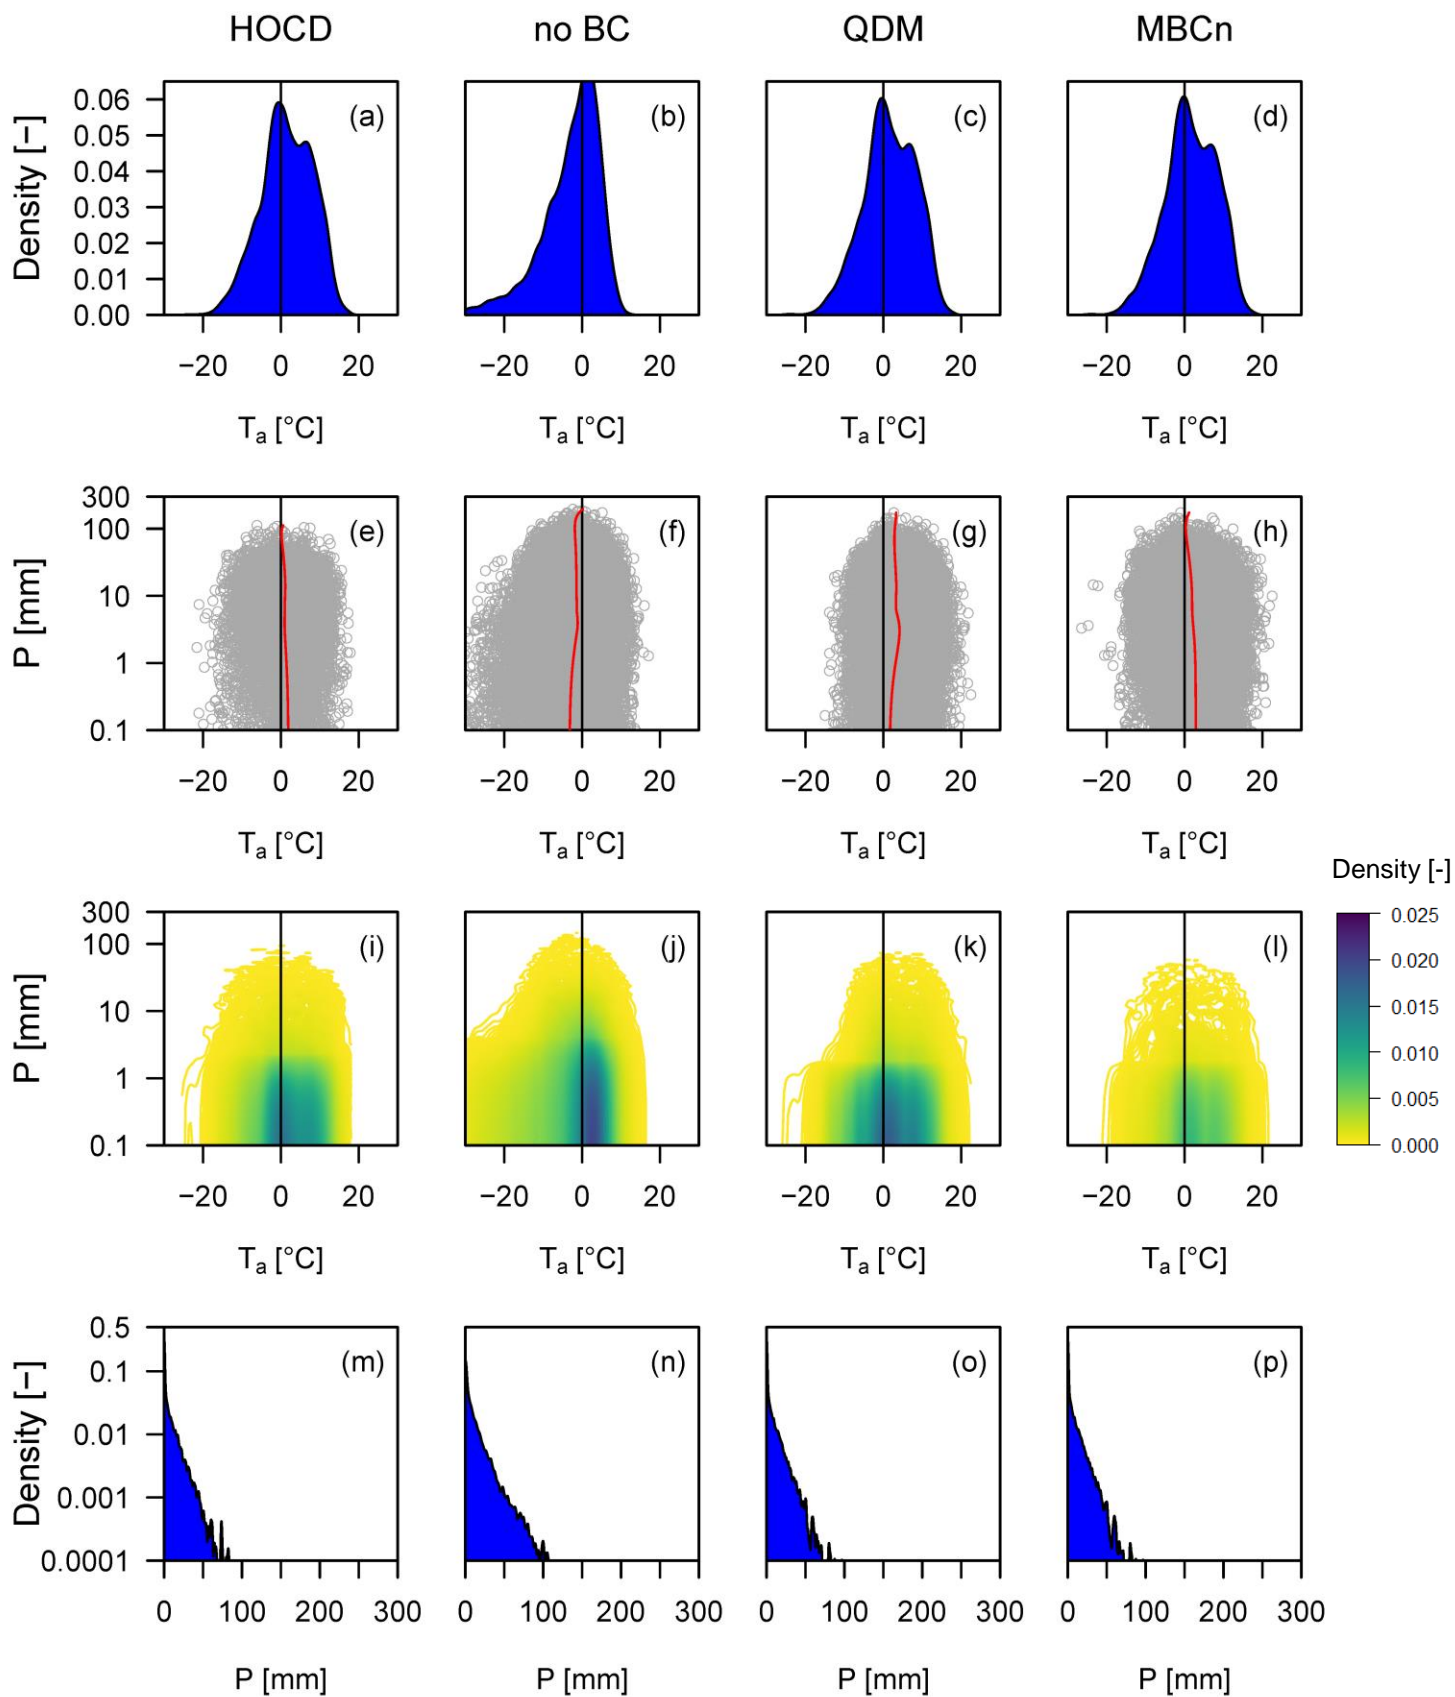 HOCD no BC QDM MBCn
Density [−]
0.06
0.05
0.04
0.03
0.02
0.01
0.00
(a) (b) (c) (d)
−20 0 20 −20 0 20 −20 0 20 −20 0 20
Ta [°C] Ta [°C] Ta [°C] Ta [°C]
P [mm]
300
100
10
1
0.1
(e) (f) (g) (h)
−20 0 20 −20 0 20 −20 0 20 −20 0 20
Ta [°C] Ta [°C] Ta [°C] Ta [°C]
P [mm]
300
100
10
1
0.1
(i) (j) (k) (l)
Density [-]
0.025
0.020
0.015
0.010
0.005
0.000
−20 0 20 −20 0 20 −20 0 20 −20 0 20
Ta [°C] Ta [°C] Ta [°C] Ta [°C]
Density [−]
0.5
0.1
0.01
0.001
0.0001
(m) (n) (o) (p)
0 100 200 300 0 100 200 300 0 100 200 300 0 100 200 300
P [mm] P [mm] P [mm] P [mm]